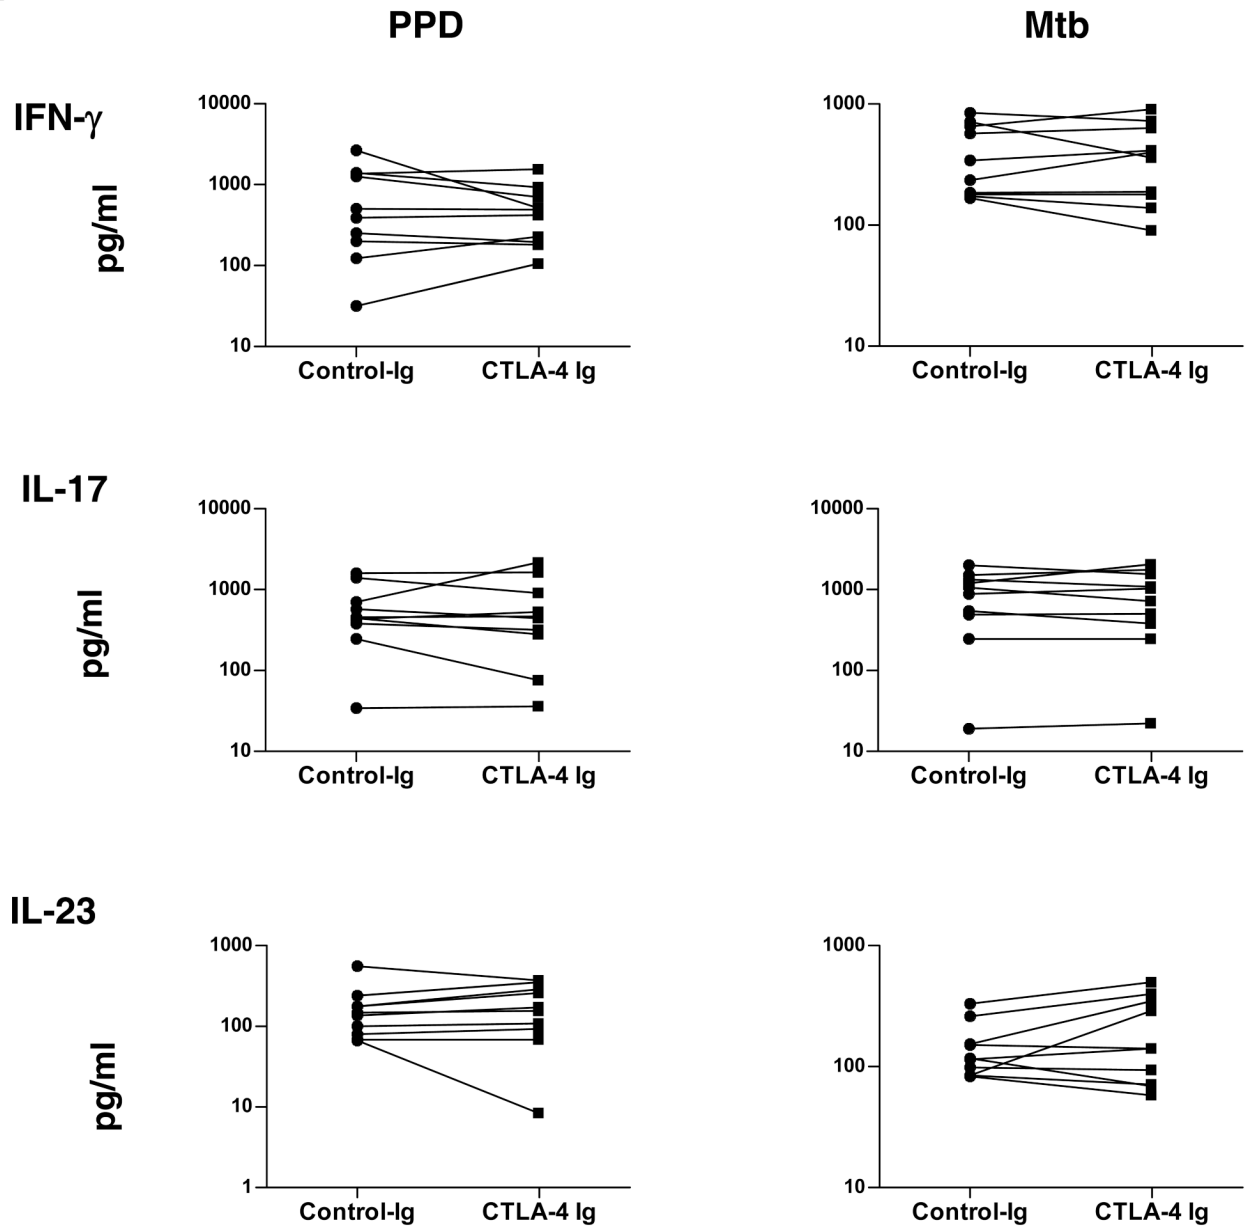 PPD
Mtb
IFN-γ
pg/ml
10000
1000
100
10
Control-Ig
CTLA-4 Ig
1000
100
10
Control-Ig
CTLA-4 Ig
IL-17
pg/ml
10000
1000
100
10
Control-Ig
CTLA-4 Ig
10000
1000
100
10
Control-Ig
CTLA-4 Ig
IL-23
pg/ml
1000
100
10
1
Control-Ig
CTLA-4 Ig
1000
100
10
Control-Ig
CTLA-4 Ig